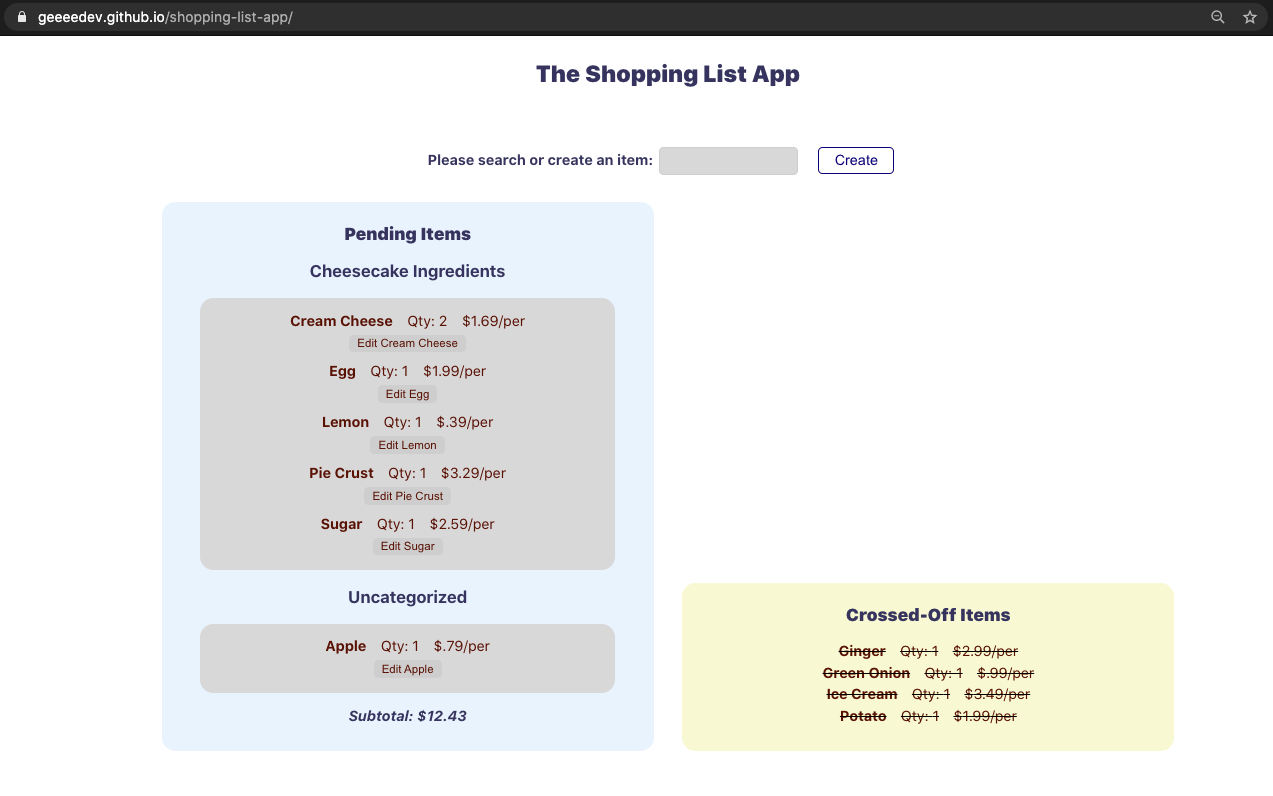 geeeedev.github.io/shopping-list-app/
The Shopping List App
Please search or create an item: Create
Pending Items
Cheesecake Ingredients
Cream Cheese Qty: 2 $1.69/per
Edit Cream Cheese
Egg Qty: 1 $1.99/per
Edit Egg
Lemon Qty: 1 $.39/per
Edit Lemon
Pie Crust Qty: 1 $3.29/per
Edit Pie Crust
Sugar Qty: 1 $2.59/per
Edit Sugar
Uncategorized
Apple Qty: 1 $.79/per
Edit Apple
Subtotal: $12.43
Crossed-Off Items
Ginger Qty: 1 $2.99/per
Green Onion Qty: 1 $.99/per
Ice Cream Qty: 1 $3.49/per
Potato Qty: 1 $1.99/per